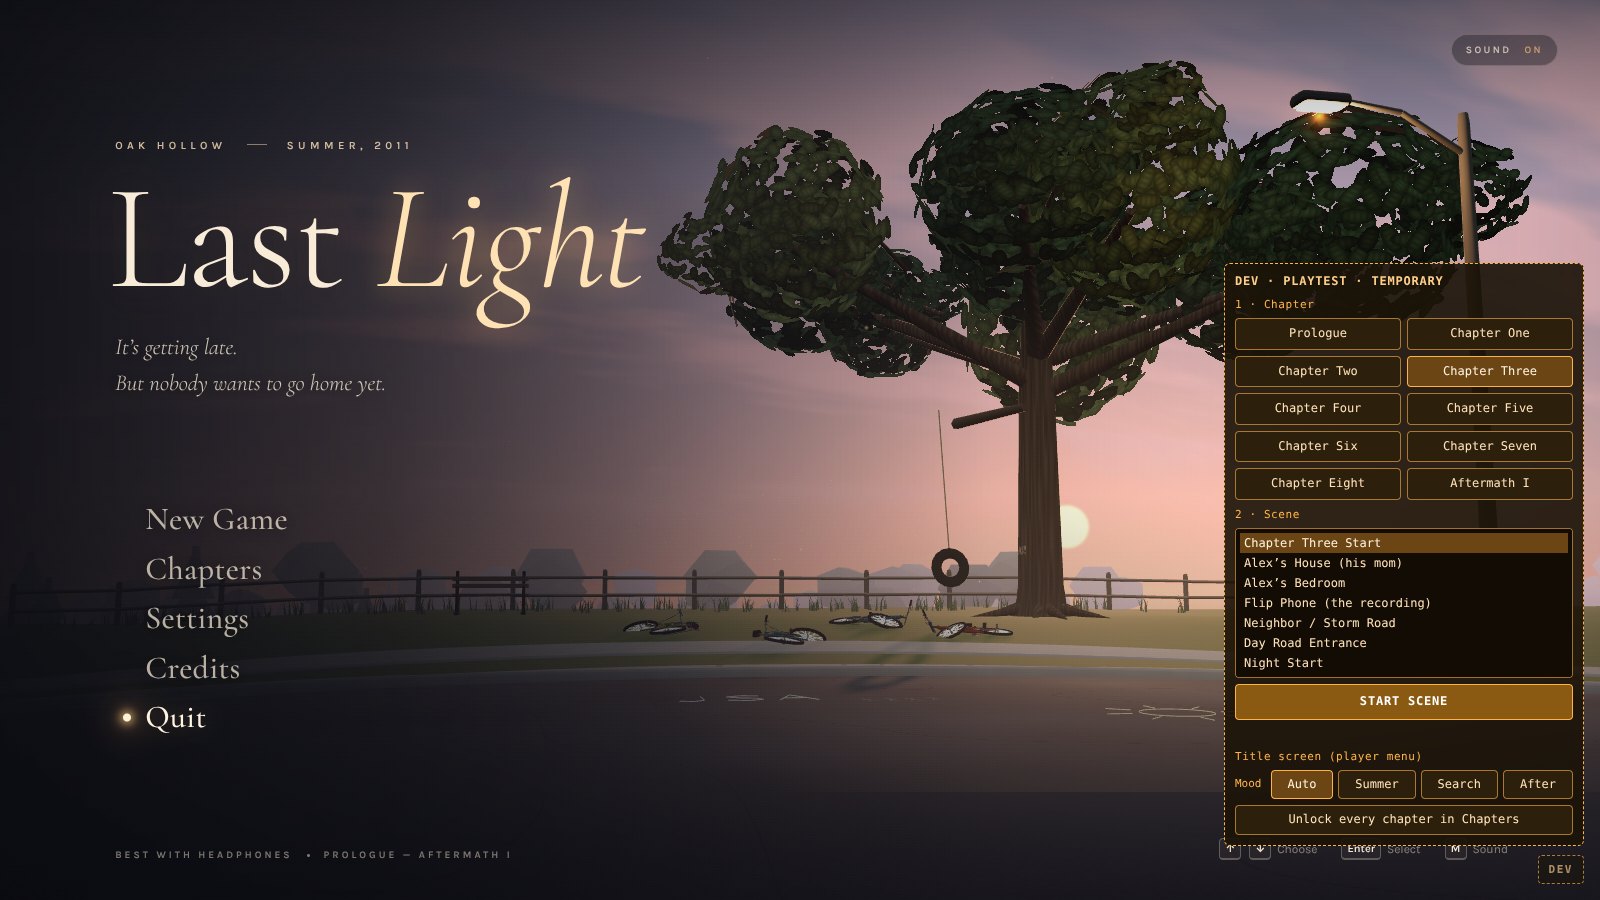 SOUND ON
OAK HOLLOW — SUMMER, 2011
Last Light
It’s getting late.
But nobody wants to go home yet.
New Game
Chapters
Settings
Credits
Quit
BEST WITH HEADPHONES • PROLOGUE — AFTERMATH I
DEV · PLAYTEST · TEMPORARY
1 · Chapter
Prologue
Chapter One
Chapter Two
Chapter Three
Chapter Four
Chapter Five
Chapter Six
Chapter Seven
Chapter Eight
Aftermath I
2 · Scene
Chapter Three Start
Alex’s House (his mom)
Alex’s Bedroom
Flip Phone (the recording)
Neighbor / Storm Road
Day Road Entrance
Night Start
START SCENE
Title screen (player menu)
Mood Auto Summer Search After
Unlock every chapter in Chapters
↑ ↓ Choose Enter Select M Sound
DEV